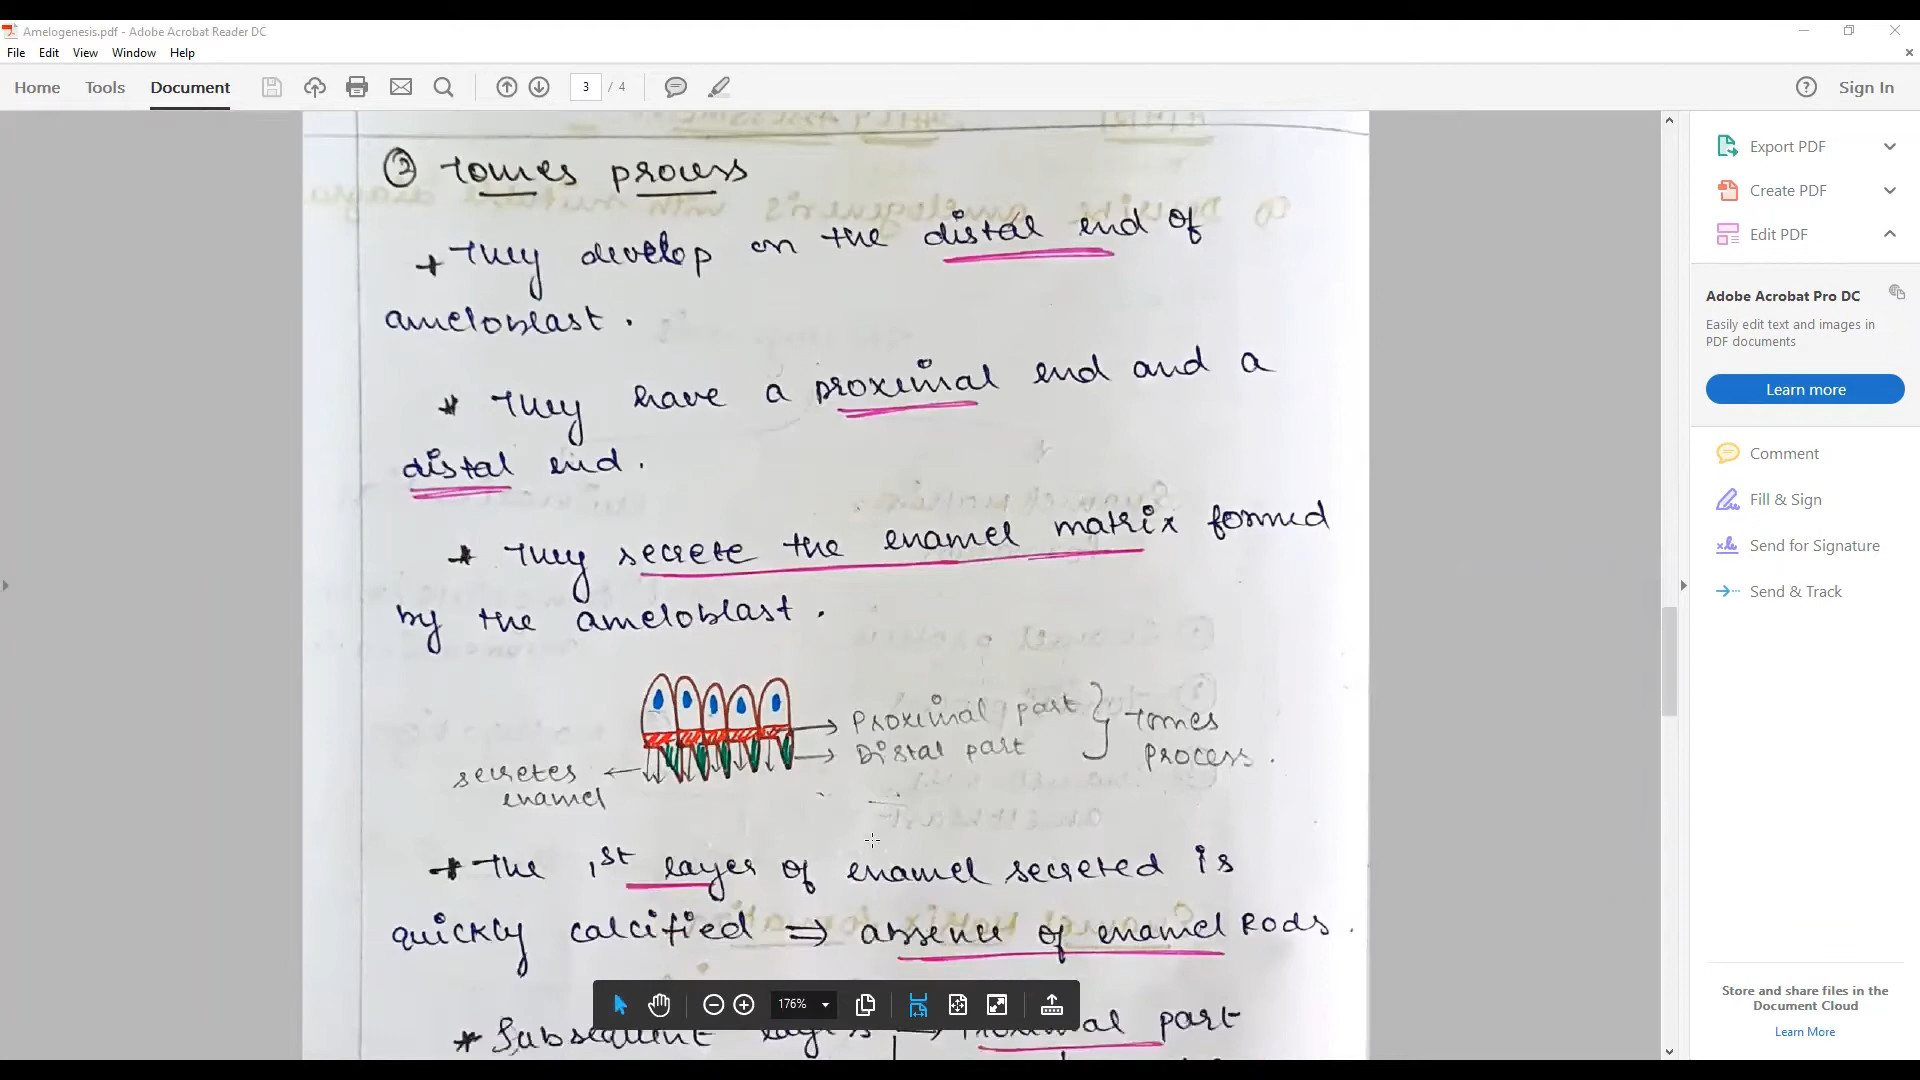 Amelogenesis.pdf - Adobe Acrobat Reader DC
File Edit View Window Help
Home Tools Document 3 / 4 Sign In
③ Tomes process
They develop on the distal end of
ameloblast.
* They have a proximal end and a
distal end.
* They secrete the enamel matrix formed
by the ameloblast.
Proximal part
Distal part
Tomes
process.
secretes
enamel
* The 1st layer of enamel secreted is
quickly calcified ⇒ absence of enamel Rods.
* Subsequent layers → Proximal part
176%
Export PDF
Create PDF
Edit PDF
Adobe Acrobat Pro DC
Easily edit text and images in
PDF documents
Learn more
Comment
Fill & Sign
Send for Signature
Send & Track
Store and share files in the
Document Cloud
Learn More